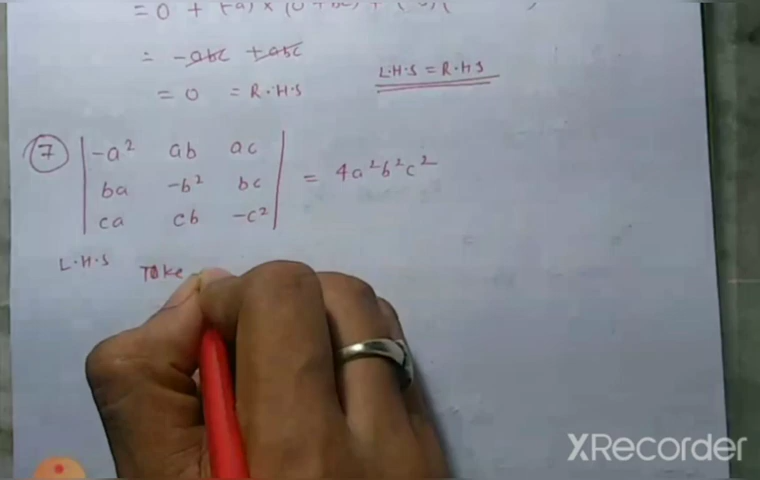 = - abc + abc
= 0 = R.H.S
L.H.S = R.H.S
7
-a² ab ac
ba -b² bc = 4a²b²c²
ca cb -c²
L.H.S Take
XRecorder